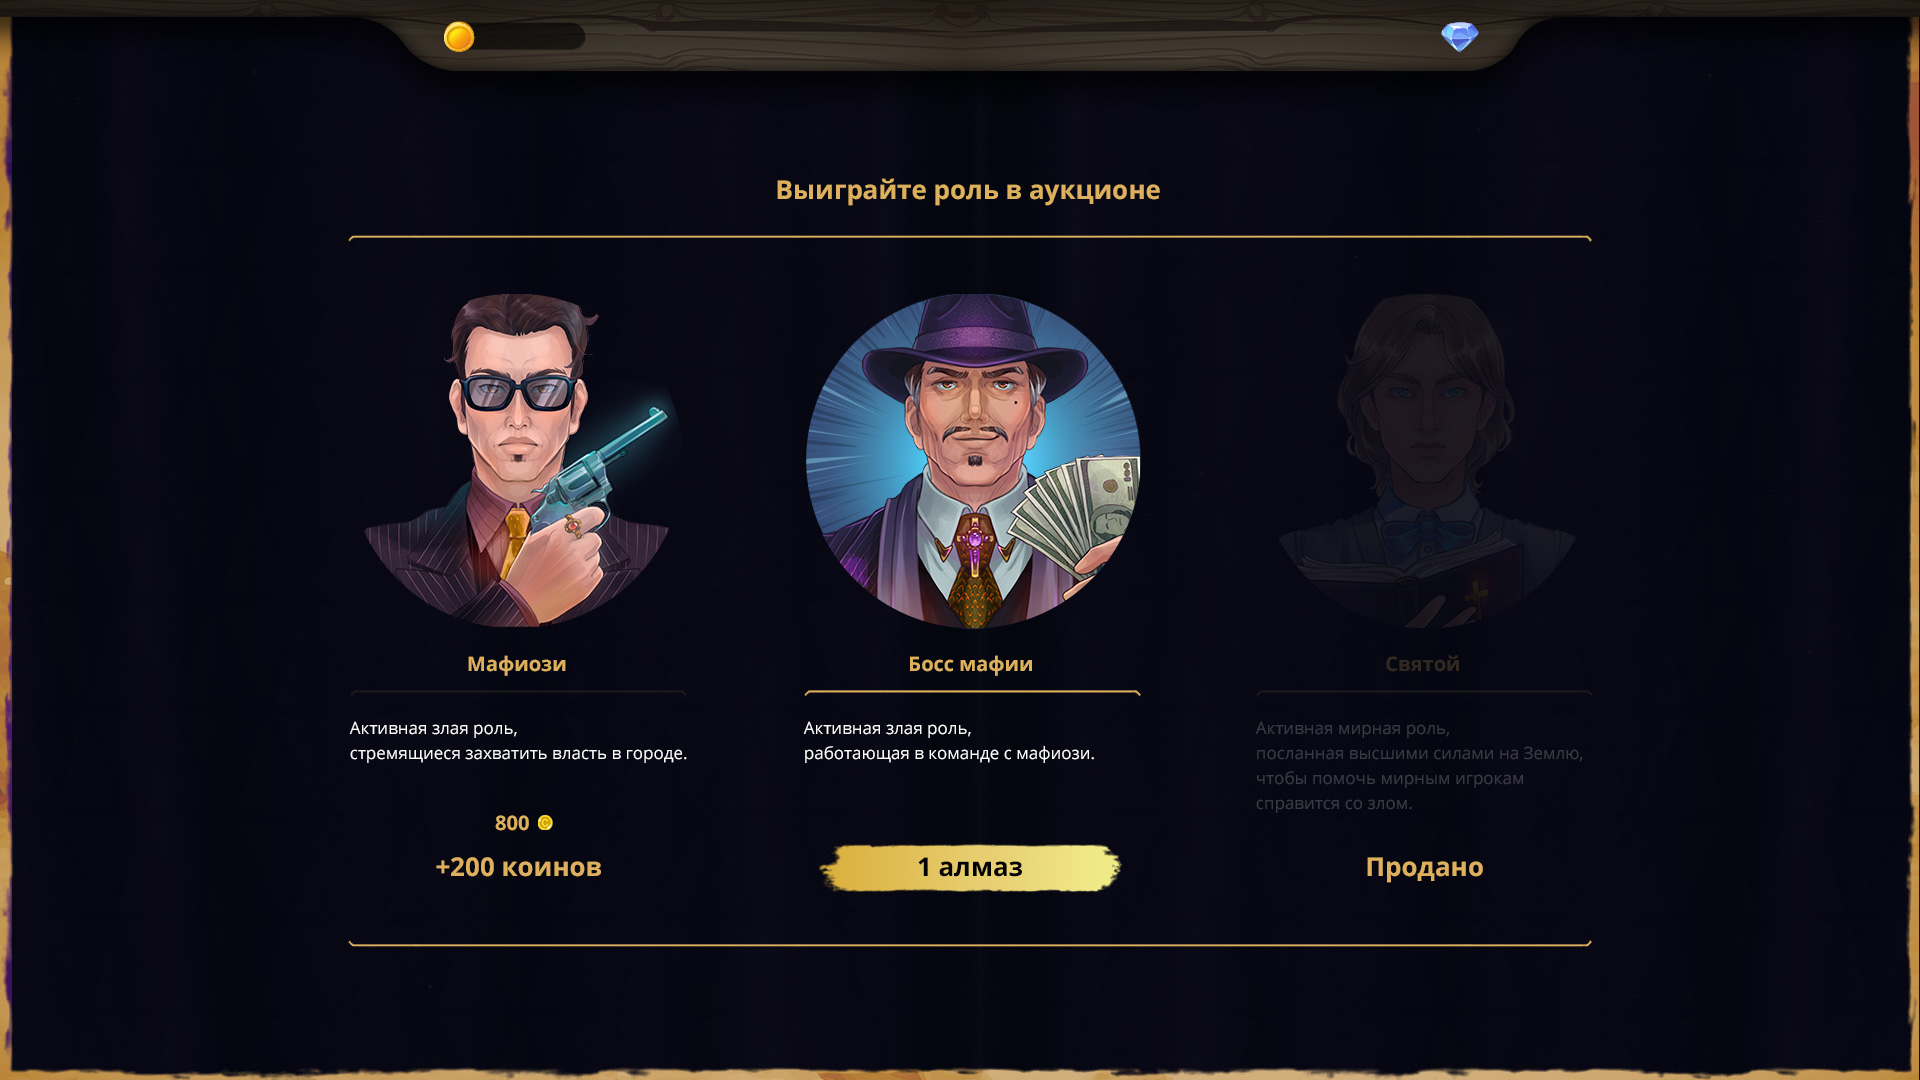 Выиграйте роль в аукционе
Мафиози
Активная злая роль,
стремящиеся захватить власть в городе.
800
+200 коинов
Босс мафии
Активная злая роль,
работающая в команде с мафиози.
1 алмаз
Святой
Активная мирная роль,
посланная высшими силами на Землю,
чтобы помочь мирным игрокам
справится со злом.
Продано